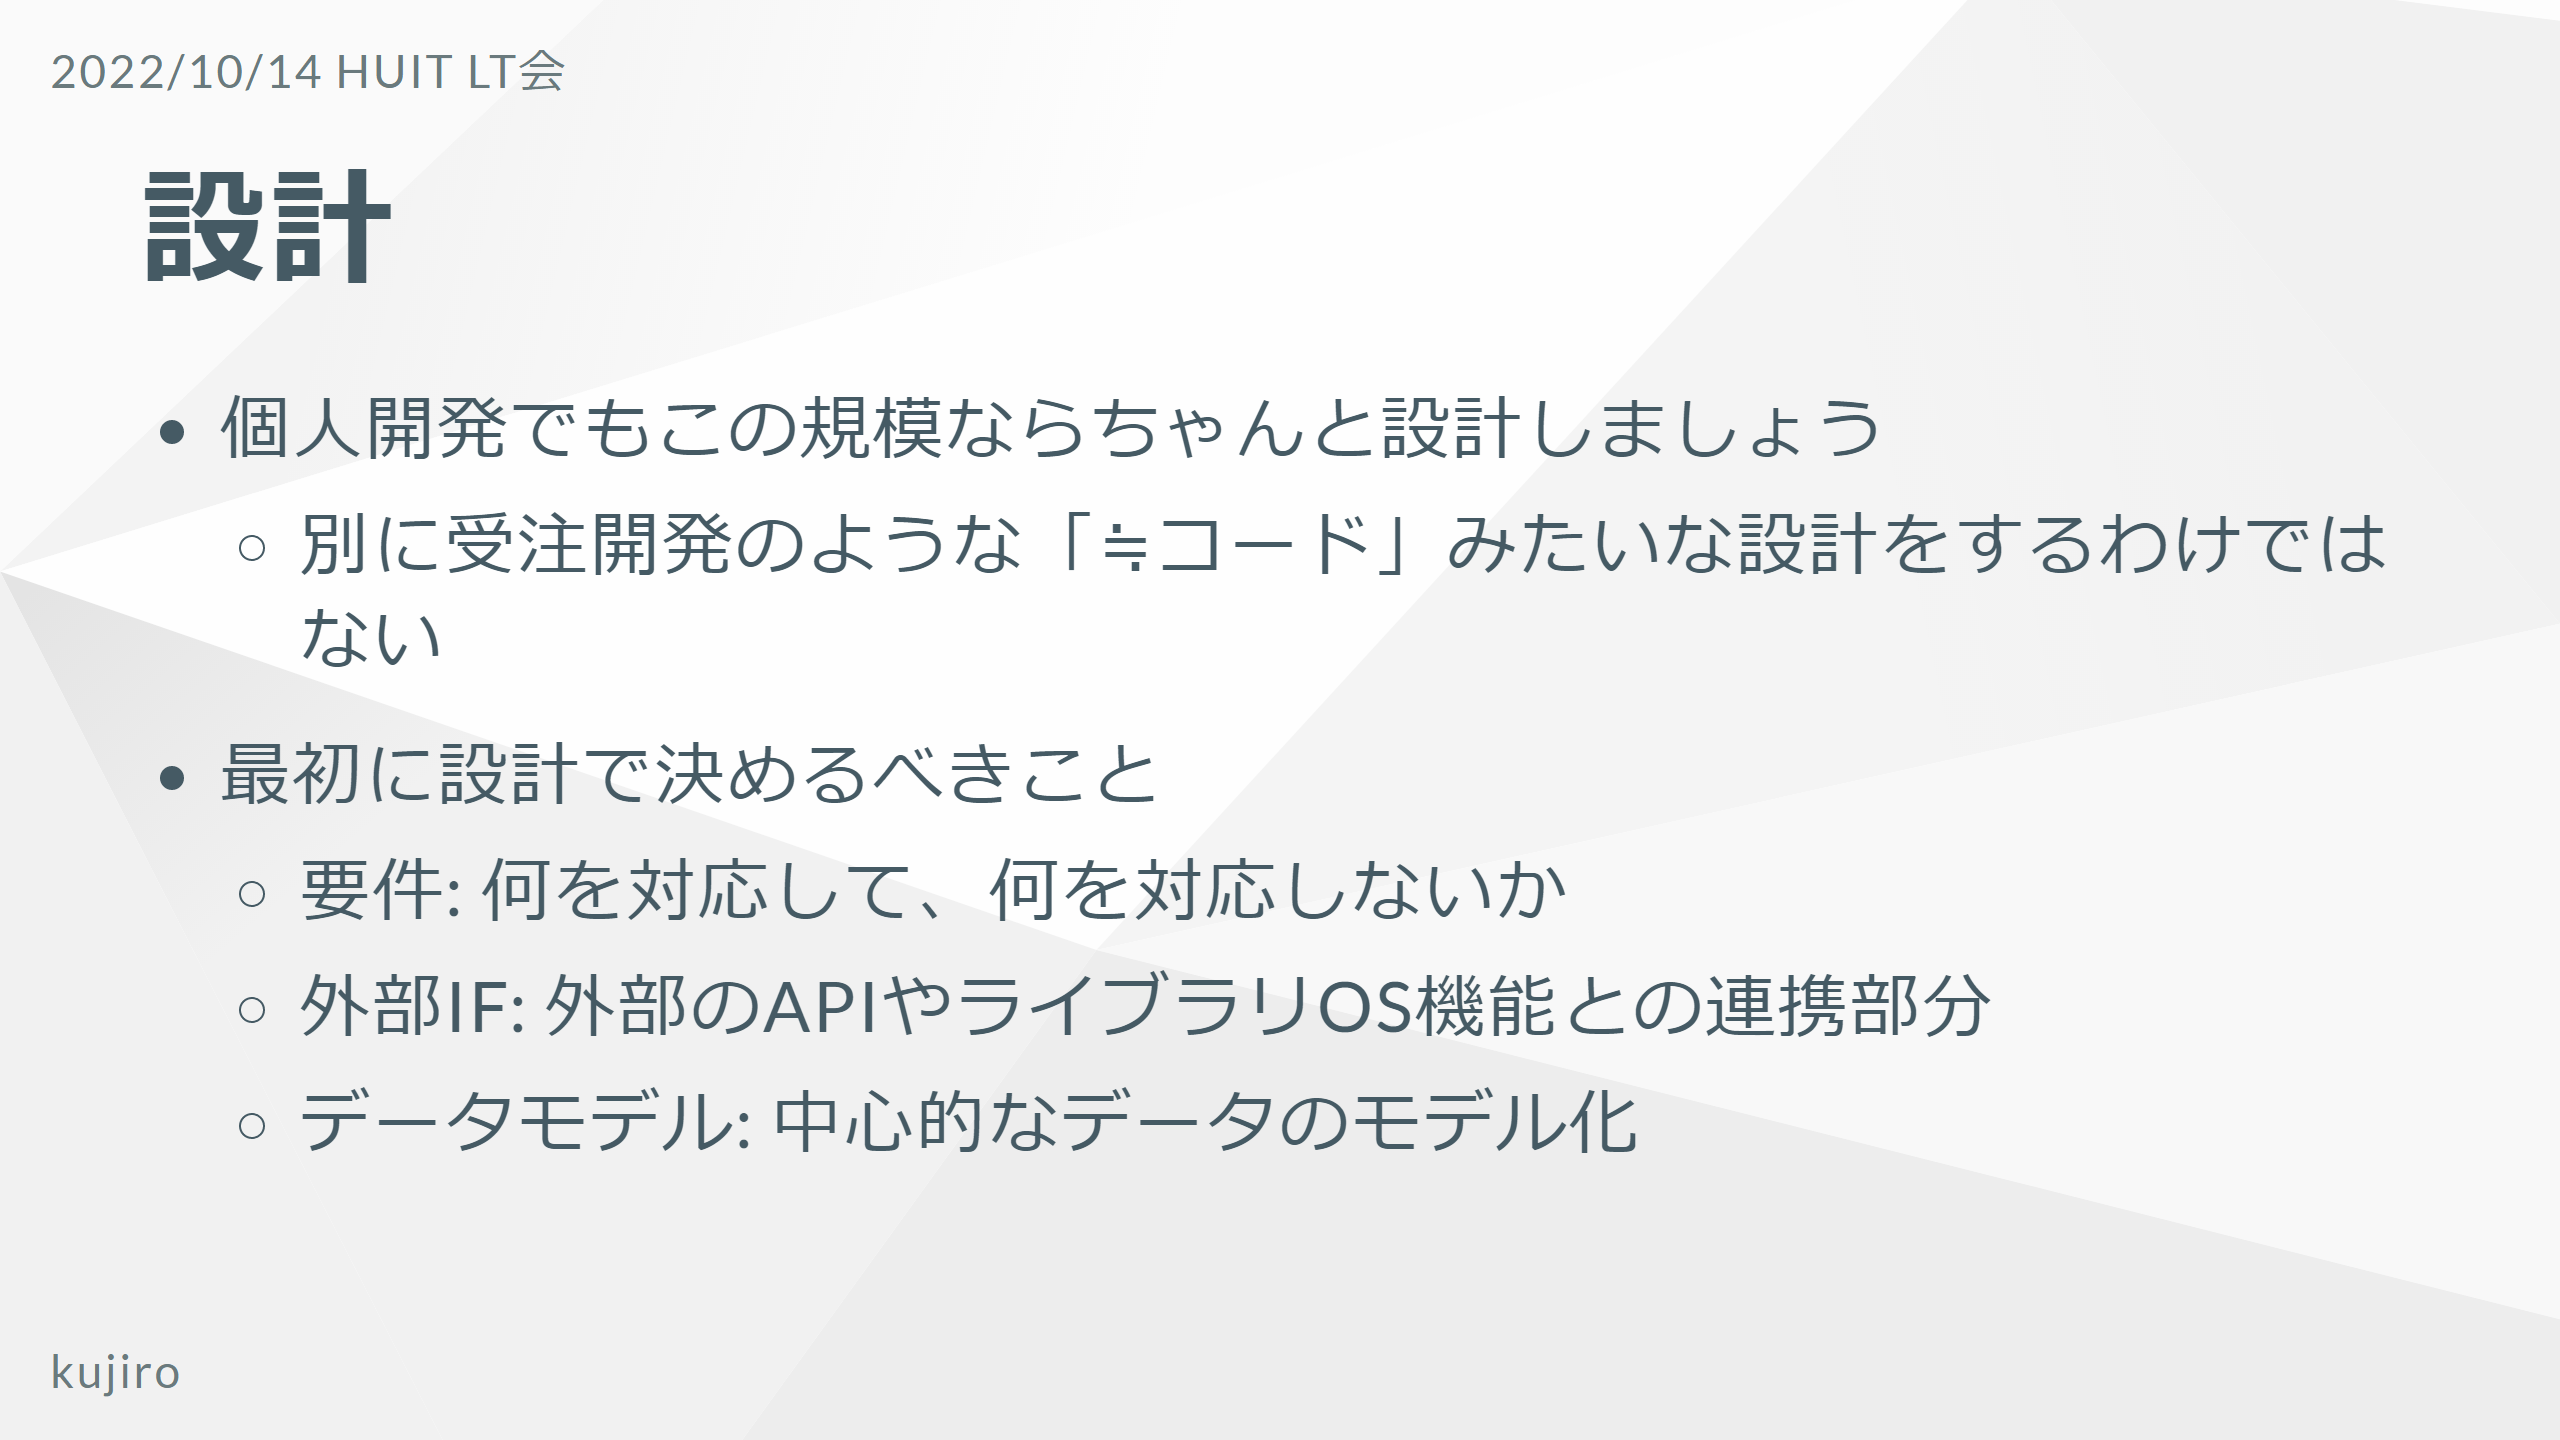 2022/10/14 HUIT LT会
設計
個人開発でもこの規模ならちゃんと設計しましょう
別に受注開発のような「≒コード」みたいな設計をするわけでは
ない
最初に設計で決めるべきこと
要件: 何を対応して、何を対応しないか
外部IF: 外部のAPIやライブラリOS機能との連携部分
データモデル: 中心的なデータのモデル化
kujiro